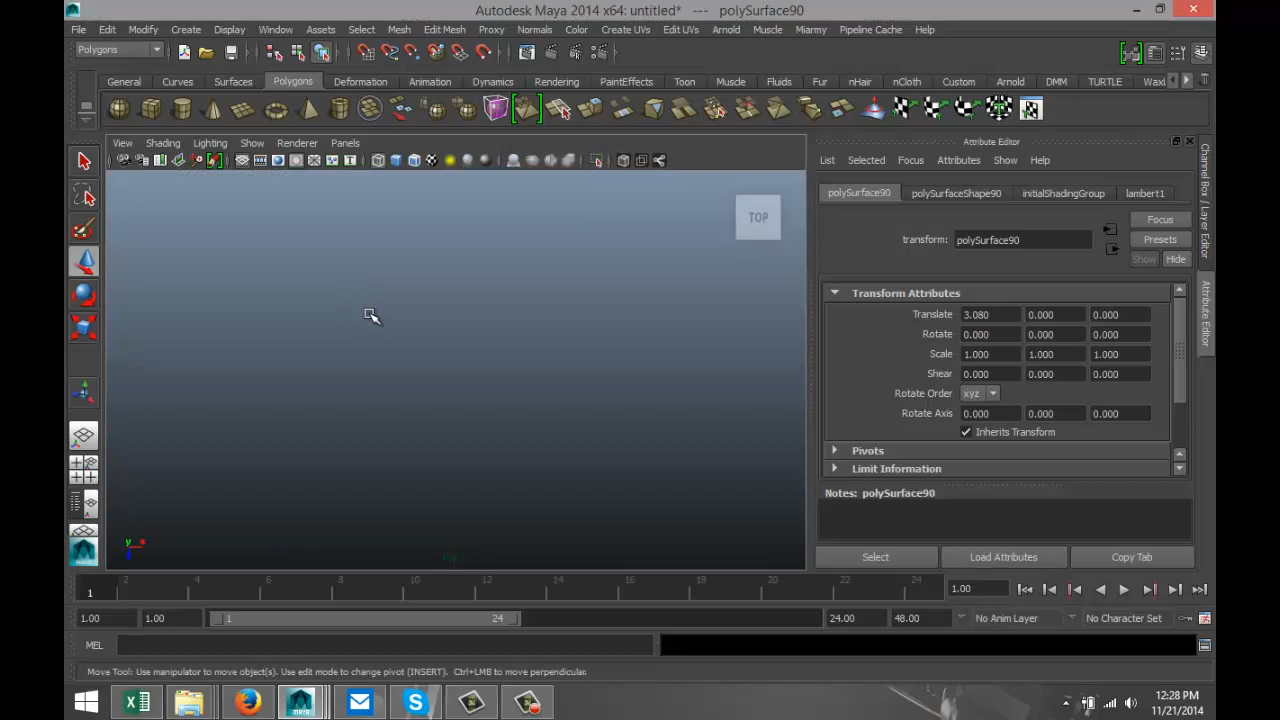 Autodesk Maya 2014 x64: untitled* --- polySurface90
File Edit Modify Create Display Window Assets Select Mesh Edit Mesh Proxy Normals Color Create UVs Edit UVs Arnold Muscle Miarmy Pipeline Cache Help
Polygons
General Curves Surfaces Polygons Deformation Animation Dynamics Rendering PaintEffects Toon Muscle Fluids Fur nHair nCloth Custom Arnold DMM TURTLE Waxl
View Shading Lighting Show Renderer Panels
TOP
y x
Attribute Editor
List Selected Focus Attributes Show Help
polySurface90 polySurfaceShape90 initialShadingGroup lambert1
transform: polySurface90
Focus
Presets
Show Hide
Transform Attributes
Translate 3.080 0.000 0.000
Rotate 0.000 0.000 0.000
Scale 1.000 1.000 1.000
Shear 0.000 0.000 0.000
Rotate Order xyz
Rotate Axis 0.000 0.000 0.000
Inherits Transform
Pivots
Limit Information
Notes: polySurface90
Select Load Attributes Copy Tab
Channel Box / Layer Editor
Attribute Editor
1 2 4 6 8 10 12 14 16 18 20 22 24 1.00
1.00 1.00 1 24 24.00 48.00 No Anim Layer No Character Set
MEL
Move Tool: Use manipulator to move object(s). Use edit mode to change pivot (INSERT). Ctrl+LMB to move perpendicular.
12:28 PM
11/21/2014